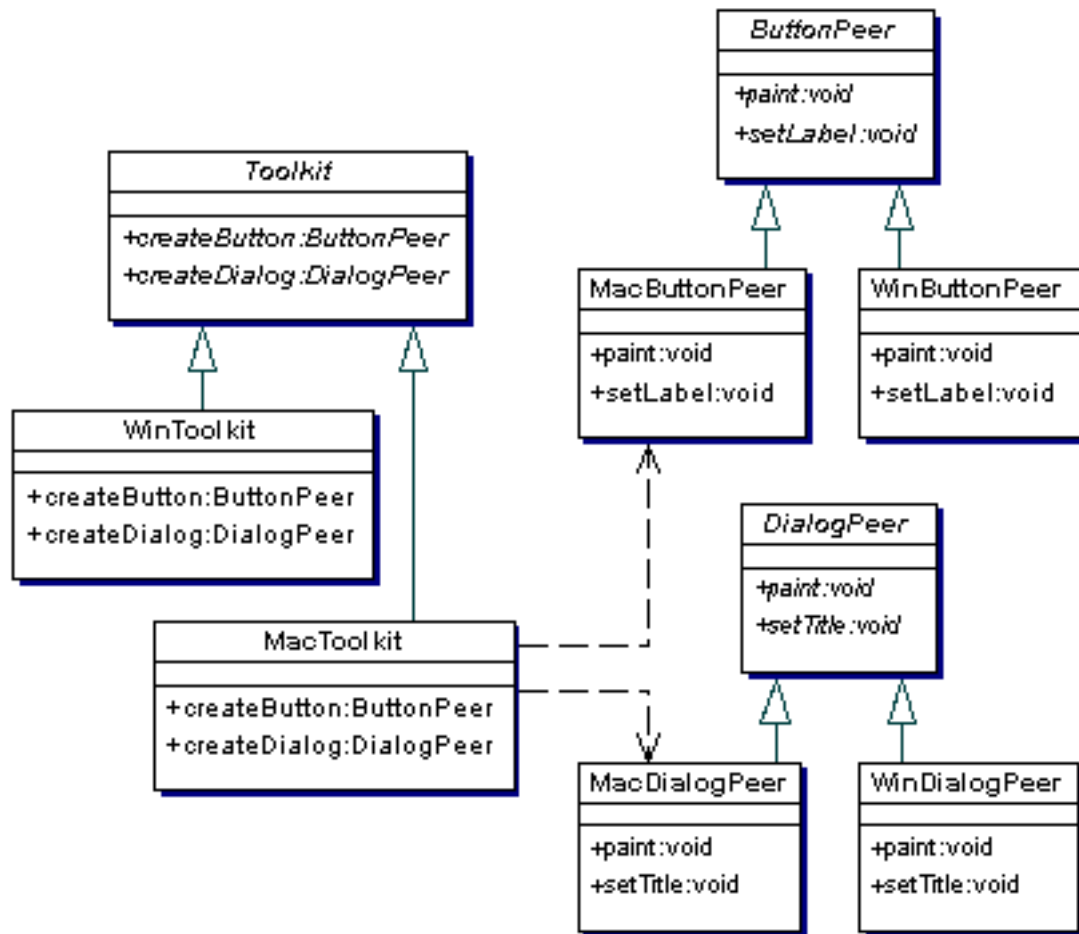 ButtonPeer
+paint:void
+setLabel:void
Toolkit
+createButton:ButtonPeer
+createDialog:DialogPeer
MacButtonPeer
+paint:void
+setLabel:void
WinButtonPeer
+paint:void
+setLabel:void
WinToolkit
+createButton:ButtonPeer
+createDialog:DialogPeer
DialogPeer
+paint:void
+setTitle:void
MacToolkit
+createButton:ButtonPeer
+createDialog:DialogPeer
MacDialogPeer
+paint:void
+setTitle:void
WinDialogPeer
+paint:void
+setTitle:void